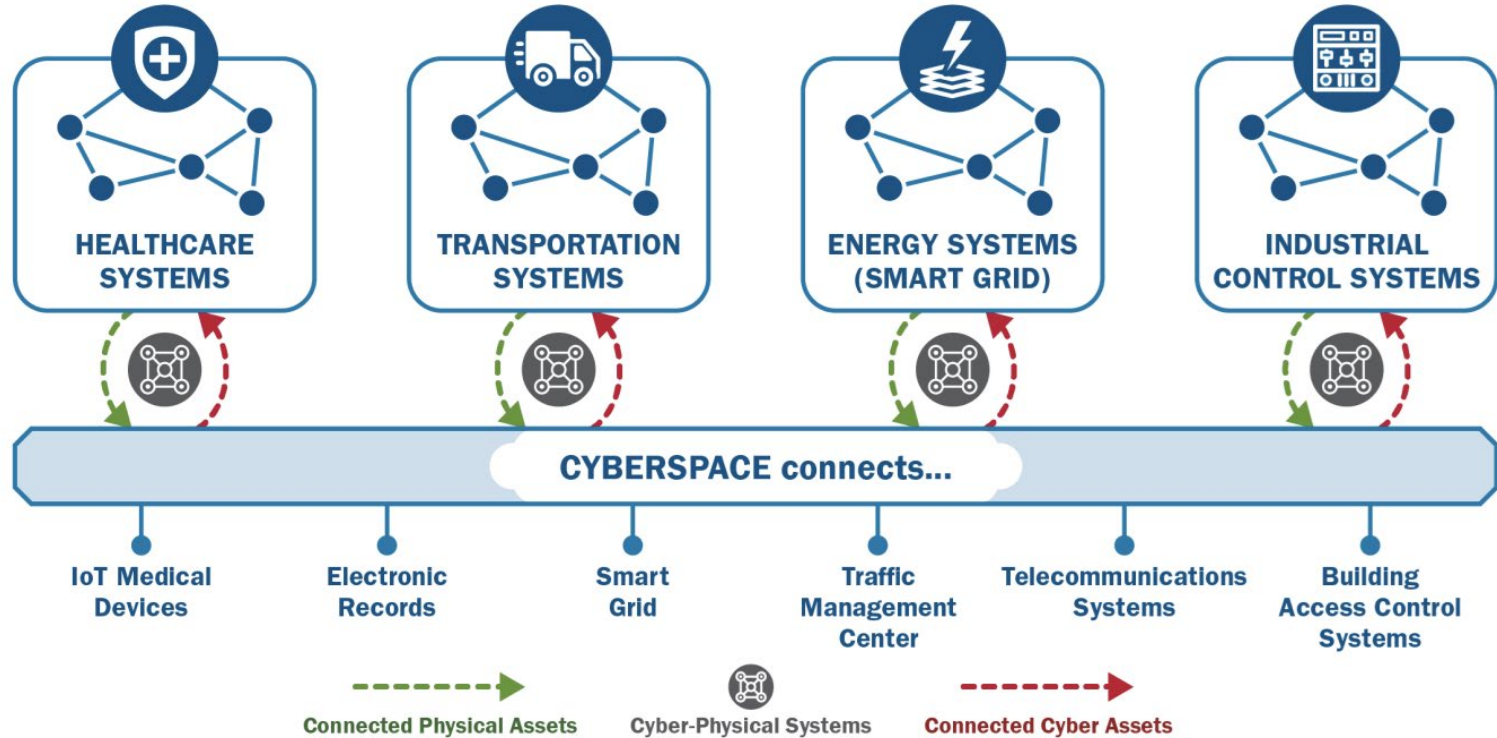 HEALTHCARE
SYSTEMS
TRANSPORTATION
SYSTEMS
ENERGY SYSTEMS
(SMART GRID)
INDUSTRIAL
CONTROL SYSTEMS
CYBERSPACE connects...
IoT Medical
Devices
Electronic
Records
Smart
Grid
Traffic
Management
Center
Telecommunications
Systems
Building
Access Control
Systems
Connected Physical Assets
Cyber-Physical Systems
Connected Cyber Assets